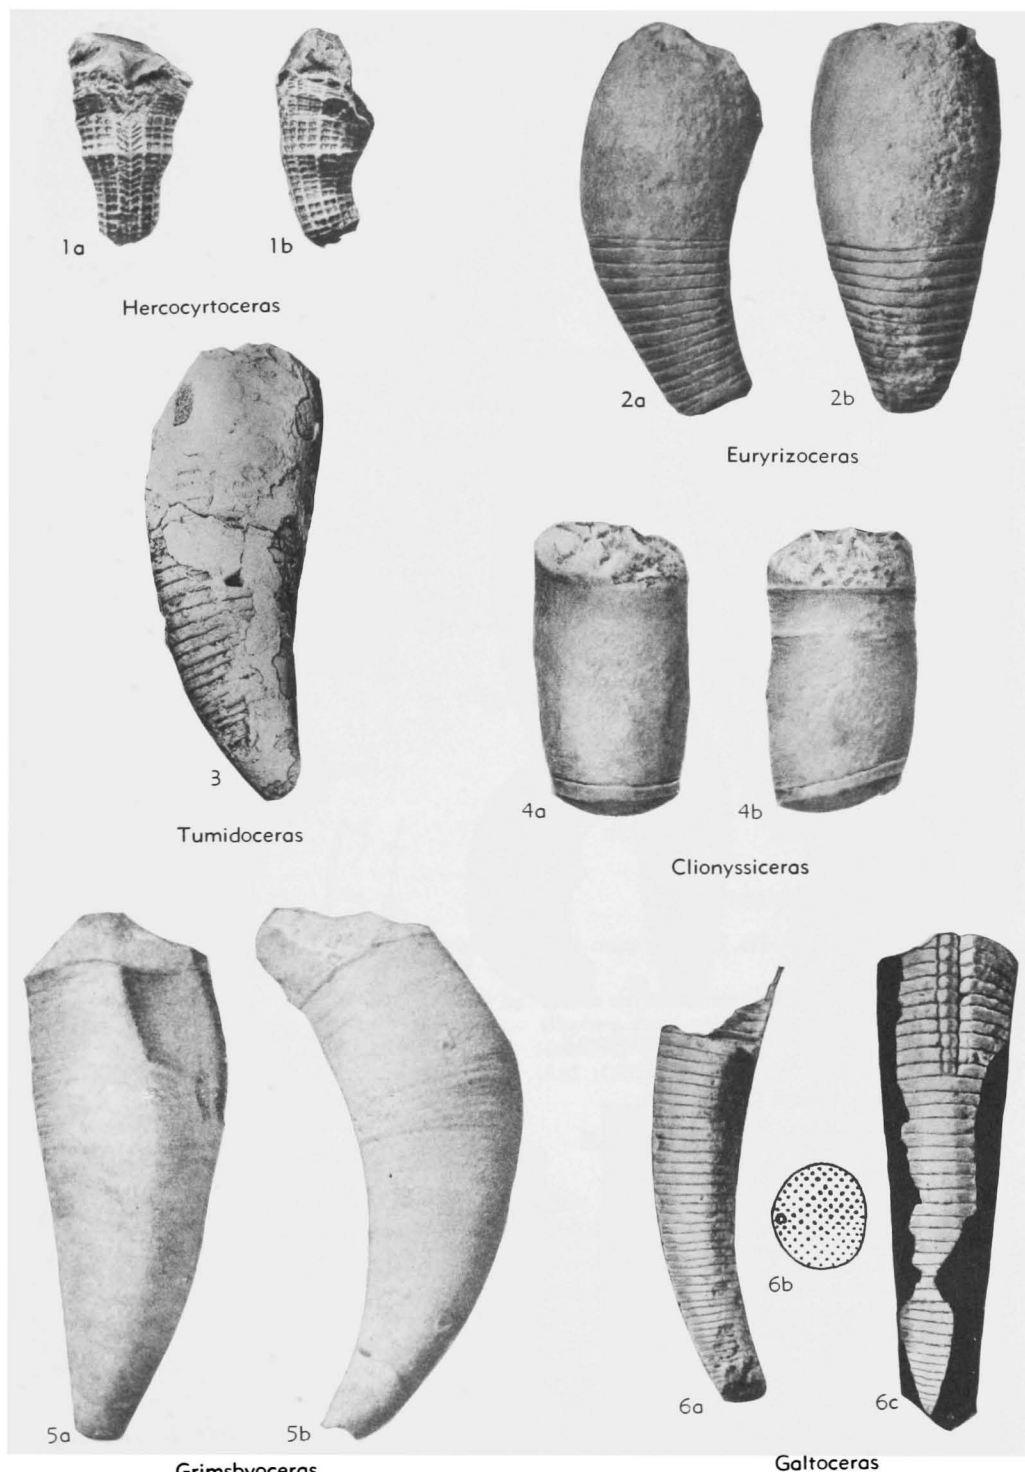 1a
1b
Hercocyrtoceras
2a
2b
Euryrizoceras
3
Tumidoceras
4a
4b
Clionyssiceras
5a
5b
Grimsbyoceras
6a
6b
6c
Galtoceras